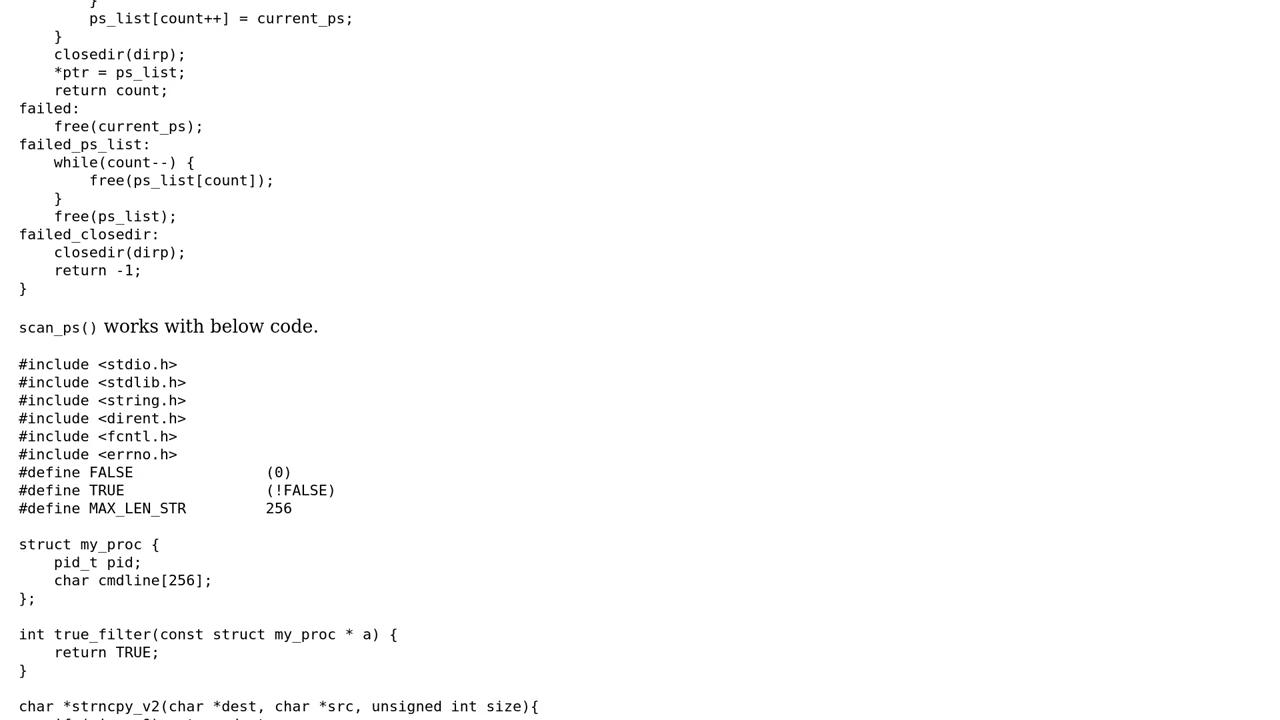 }
        ps_list[count++] = current_ps;
    }
    closedir(dirp);
    *ptr = ps_list;
    return count;
failed:
    free(current_ps);
failed_ps_list:
    while(count--) {
        free(ps_list[count]);
    }
    free(ps_list);
failed_closedir:
    closedir(dirp);
    return -1;
}
scan_ps() works with below code.
#include <stdio.h>
#include <stdlib.h>
#include <string.h>
#include <dirent.h>
#include <fcntl.h>
#include <errno.h>
#define FALSE               (0)
#define TRUE                (!FALSE)
#define MAX_LEN_STR         256
struct my_proc {
    pid_t pid;
    char cmdline[256];
};
int true_filter(const struct my_proc * a) {
    return TRUE;
}
char *strncpy_v2(char *dest, char *src, unsigned int size){